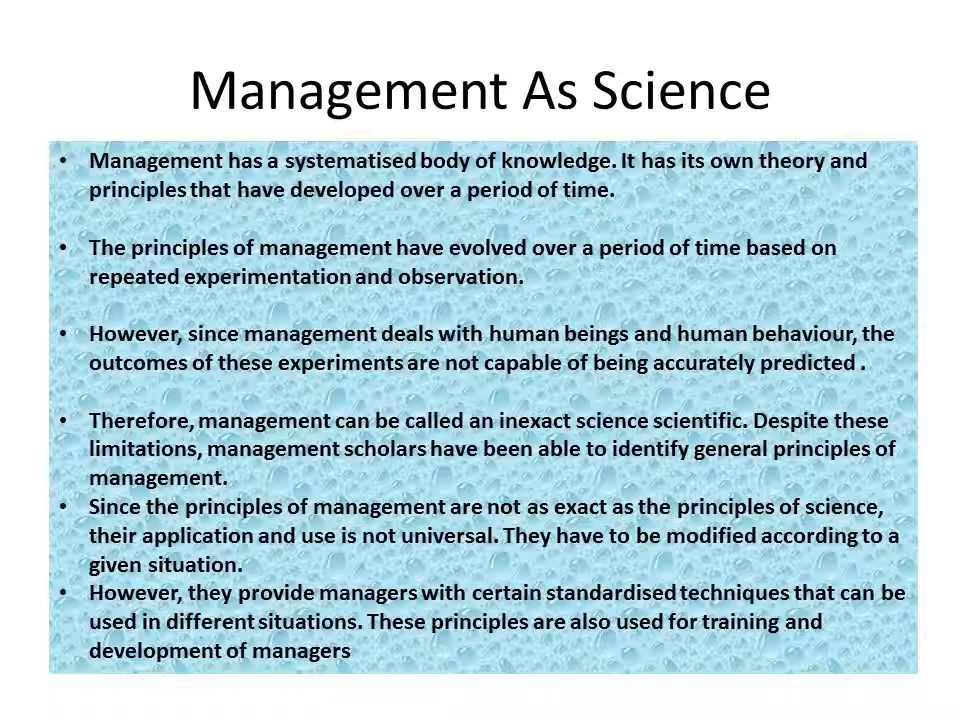 Management As Science
• Management has a systematised body of knowledge. It has its own theory and
principles that have developed over a period of time.
• The principles of management have evolved over a period of time based on
repeated experimentation and observation.
• However, since management deals with human beings and human behaviour, the
outcomes of these experiments are not capable of being accurately predicted .
• Therefore, management can be called an inexact science scientific. Despite these
limitations, management scholars have been able to identify general principles of
management.
• Since the principles of management are not as exact as the principles of science,
their application and use is not universal. They have to be modified according to a
given situation.
• However, they provide managers with certain standardised techniques that can be
used in different situations. These principles are also used for training and
development of managers